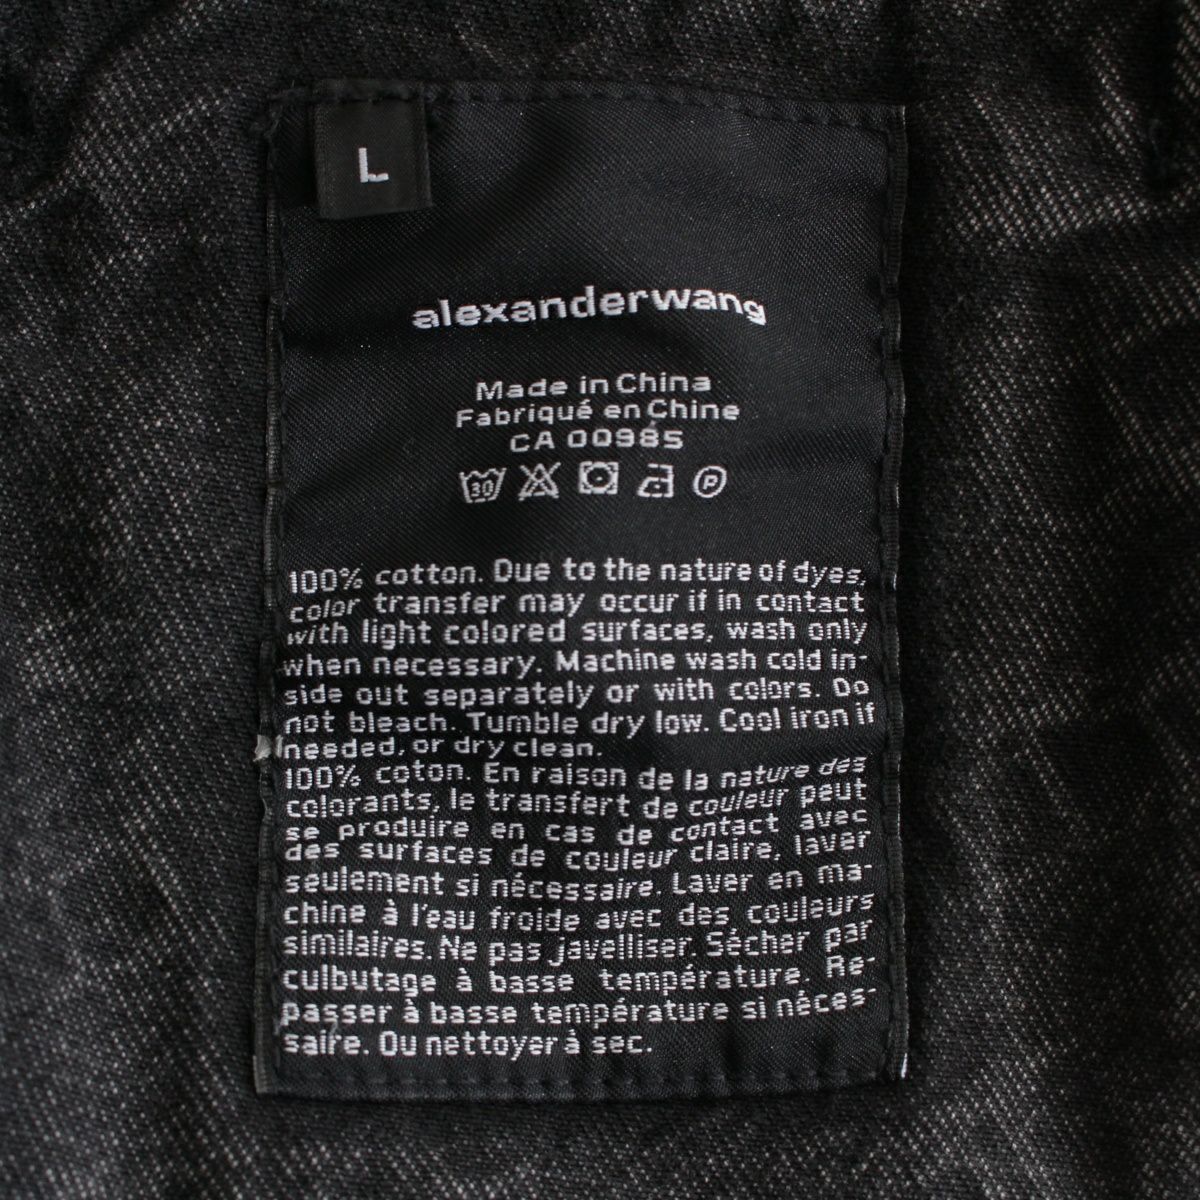 L
alexanderwang
Made in China
Fabriqué en Chine
CA 00985
30 P
100% cotton. Due to the nature of dyes,
color transfer may occur if in contact
with light colored surfaces, wash only
when necessary. Machine wash cold in-
side out separately or with colors. Do
not bleach. Tumble dry low. Cool iron if
needed, or dry clean.
100% coton. En raison de la nature des
colorants, le transfert de couleur peut
se produire en cas de contact avec
des surfaces de couleur claire, laver
seulement si nécessaire. Laver en ma-
chine à l'eau froide avec des couleurs
similaires. Ne pas javelliser. Sécher par
culbutage à basse température. Re-
passer à basse température si néces-
saire. Ou nettoyer à sec.